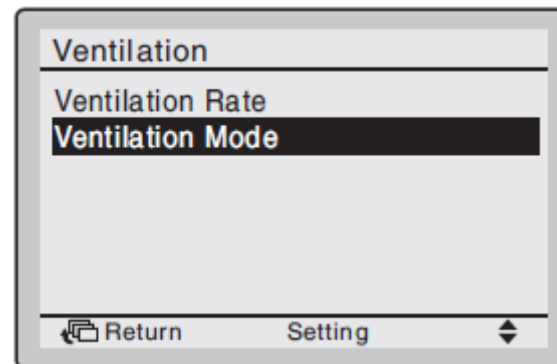 Ventilation
Ventilation Rate
Ventilation Mode
Return Setting